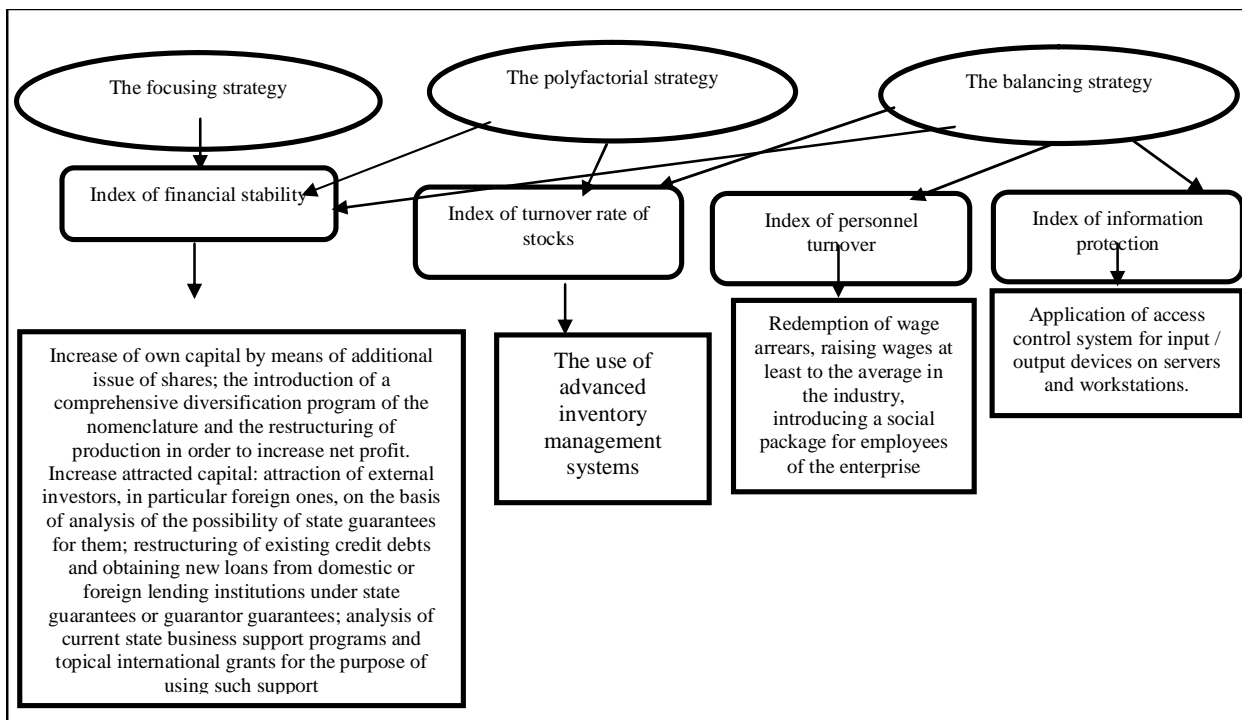 The focusing strategy
The polyfactorial strategy
The balancing strategy
Index of financial stability
Index of turnover rate of
stocks
Index of personnel
turnover
Index of information
protection
Increase of own capital by means of additional
issue of shares; the introduction of a
comprehensive diversification program of the
nomenclature and the restructuring of
production in order to increase net profit.
Increase attracted capital: attraction of external
investors, in particular foreign ones, on the basis
of analysis of the possibility of state guarantees
for them; restructuring of existing credit debts
and obtaining new loans from domestic or
foreign lending institutions under state
guarantees or guarantor guarantees; analysis of
current state business support programs and
topical international grants for the purpose of
using such support
The use of
advanced
inventory
management
systems
Redemption of wage
arrears, raising wages at
least to the average in
the industry,
introducing a social
package for employees
of the enterprise
Application of access
control system for input /
output devices on servers
and workstations.